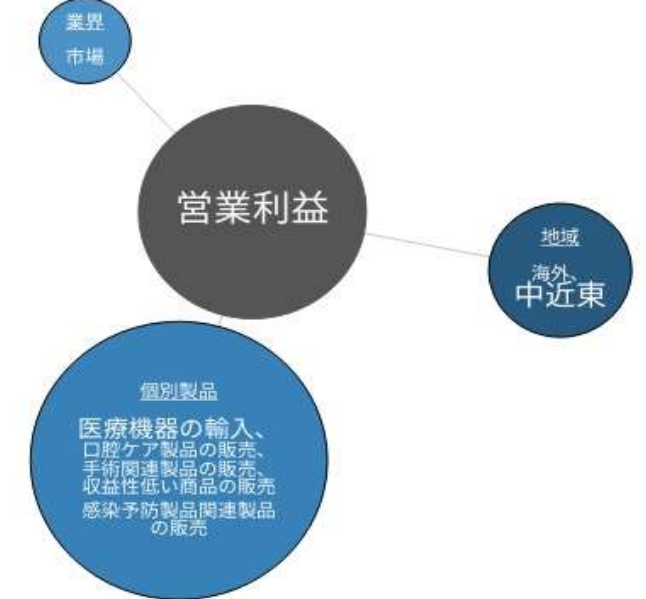 業界
市場
営業利益
地域
海外、
中近東
個別製品
医療機器の輸入、
口腔ケア製品の販売、
手術関連製品の販売、
収益性低い商品の販売
感染予防製品関連製品
の販売